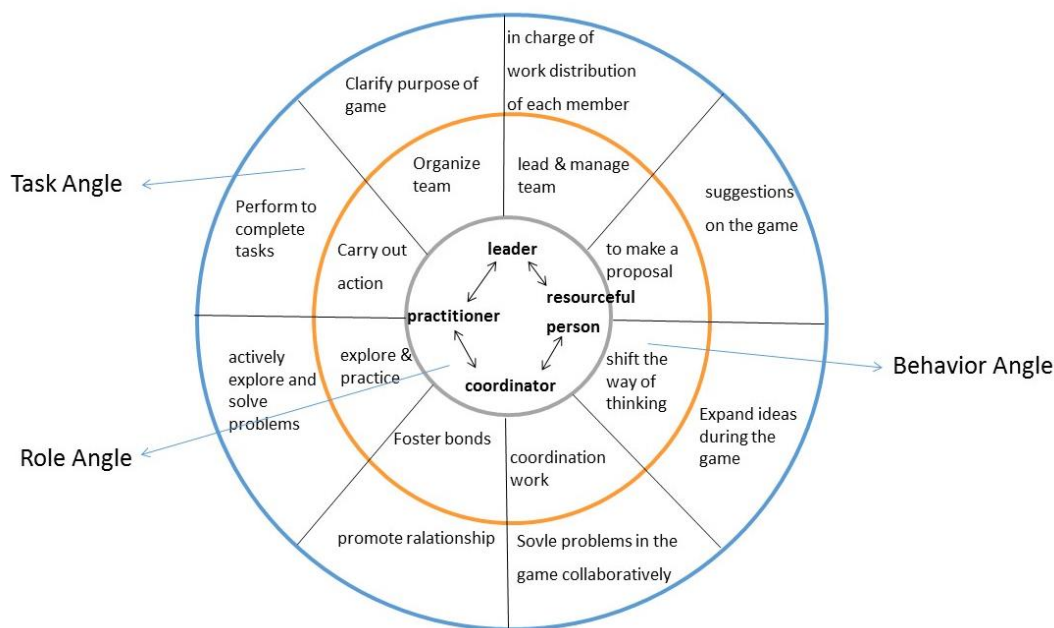 in charge of
work distribution
of each member
Clarify purpose of
game
Task Angle
Organize
team
lead & manage
team
suggestions
on the game
Perform to
complete
tasks
Carry out
action
leader
to make a
proposal
resourceful
person
practitioner
coordinator
actively
explore and
solve
problems
explore &
practice
shift the
way of
thinking
Behavior Angle
Role Angle
Foster bonds
coordination
work
Expand ideas
during the
game
promote ralationship
Sovle problems in the
game collaboratively